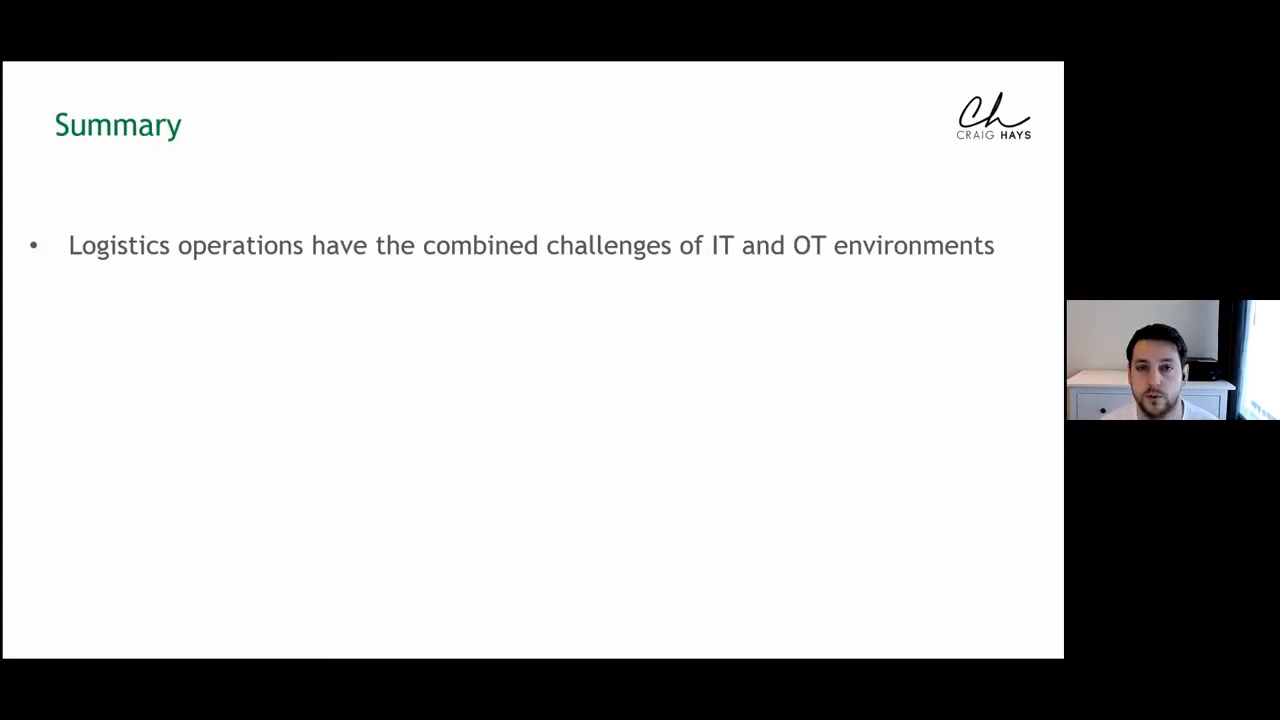 Summary
Ch
CRAIG HAYS
• Logistics operations have the combined challenges of IT and OT environments